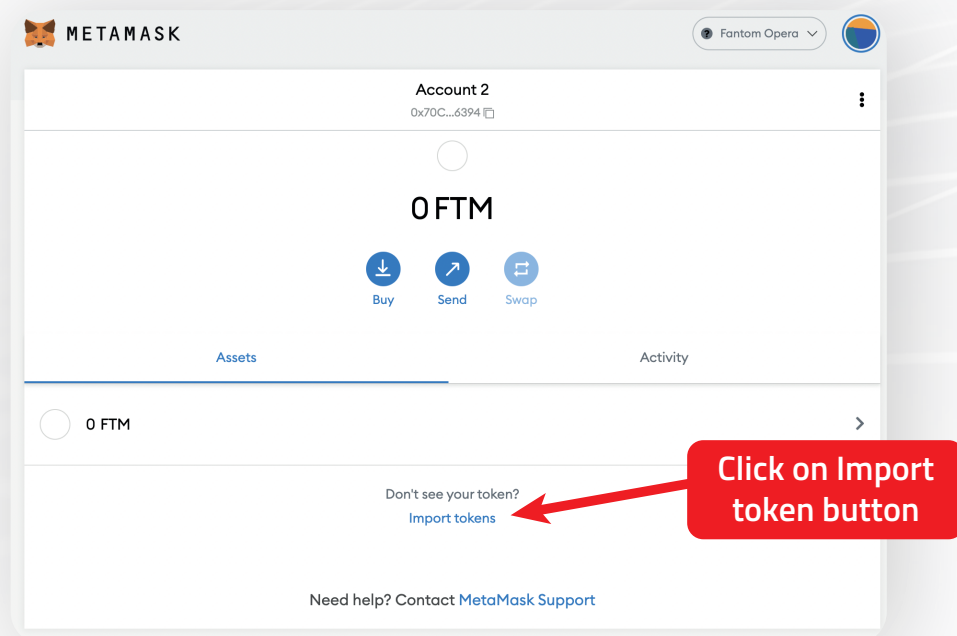 METAMASK
Fantom Opera
Account 2
0x70C...6394
0 FTM
Buy
Send
Swap
Assets
Activity
0 FTM
Don't see your token?
Import tokens
Click on Import
token button
Need help? Contact MetaMask Support